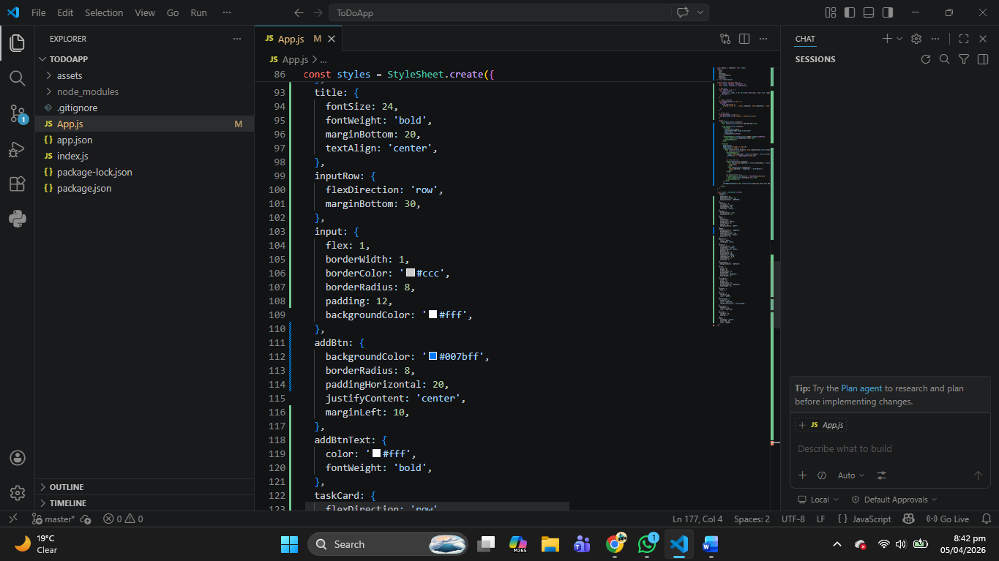 File Edit Selection View Go Run ··· ToDoApp
EXPLORER ···
TODOAPP
assets
node_modules
.gitignore
JS App.js M
{} app.json
JS index.js
{} package-lock.json
{} package.json
OUTLINE
TIMELINE
1
JS App.js M
JS App.js > ...
86 const styles = StyleSheet.create({
93 title: {
94 fontSize: 24,
95 fontWeight: 'bold',
96 marginBottom: 20,
97 textAlign: 'center',
98 },
99 inputRow: {
100 flexDirection: 'row',
101 marginBottom: 30,
102 },
103 input: {
104 flex: 1,
105 borderWidth: 1,
106 borderColor: '#ccc',
107 borderRadius: 8,
108 padding: 12,
109 backgroundColor: '#fff',
110 },
111 addBtn: {
112 backgroundColor: '#007bff',
113 borderRadius: 8,
114 paddingHorizontal: 20,
115 justifyContent: 'center',
116 marginLeft: 10,
117 },
118 addBtnText: {
119 color: '#fff',
120 fontWeight: 'bold',
121 },
122 taskCard: {
123 flexDirection: 'row'
CHAT
SESSIONS
Tip: Try the Plan agent to research and plan
before implementing changes.
JS App.js
Describe what to build
Auto
Local Default Approvals
master* 0 0 Ln 177, Col 4 Spaces: 2 UTF-8 LF {} JavaScript Go Live
19°C
Clear
Search
M365
1
8:42 pm
05/04/2026